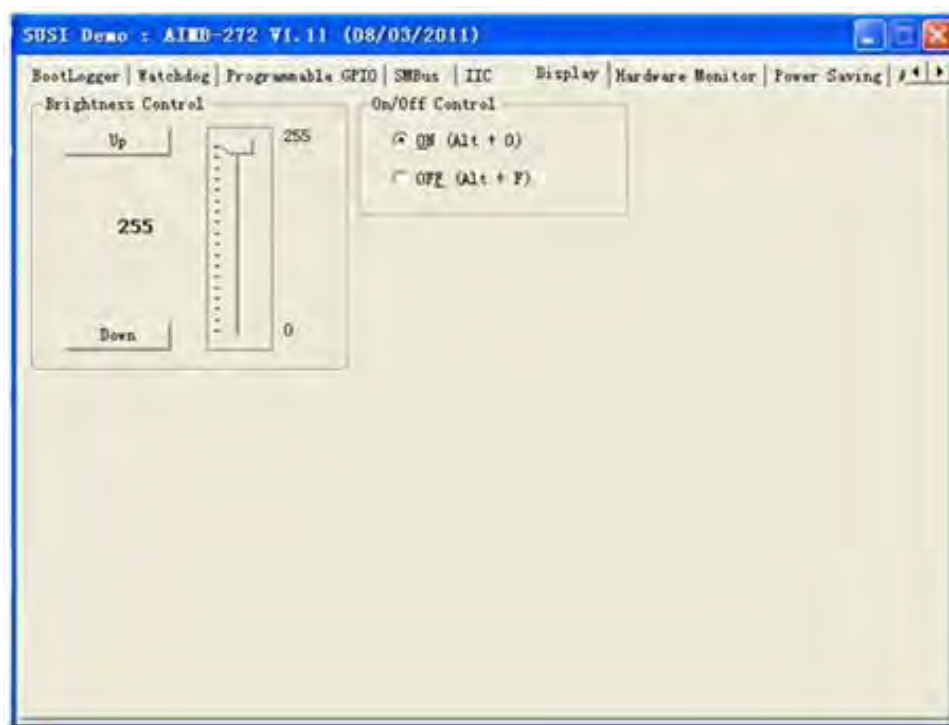 SUSI Demo : AIMB-272 V1.11 (08/03/2011)
BootLogger Watchdog Programmable GPIO SMBus IIC Display Hardware Monitor Power Saving
Brightness Control
Up
255
255
Down
0
On/Off Control
ON (Alt + O)
OFF (Alt + F)